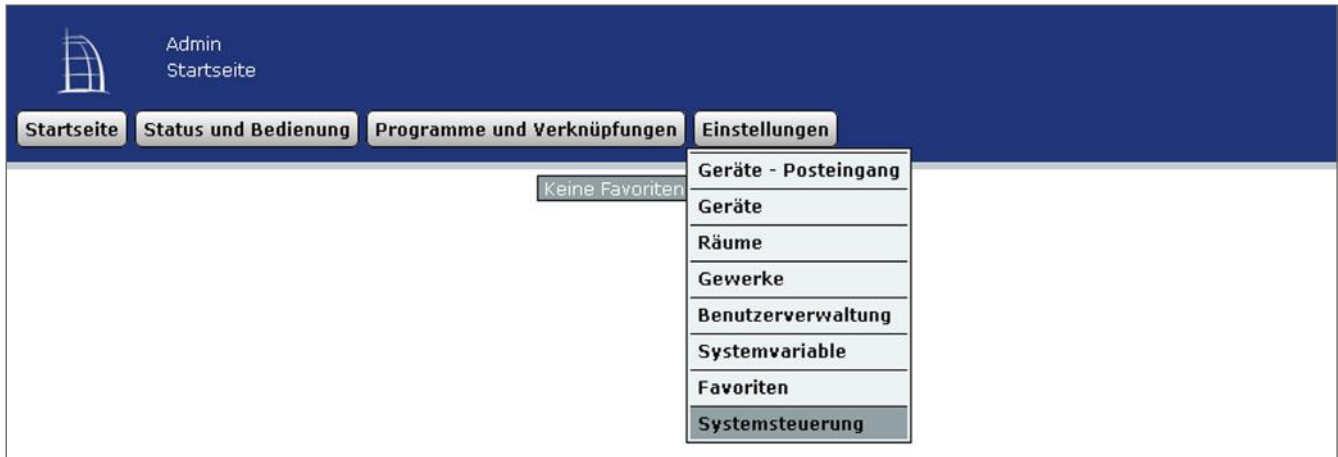 Admin
Startseite
Startseite Status und Bedienung Programme und Verknüpfungen Einstellungen
Keine Favoriten
Geräte - Posteingang
Geräte
Räume
Gewerke
Benutzerverwaltung
Systemvariable
Favoriten
Systemsteuerung